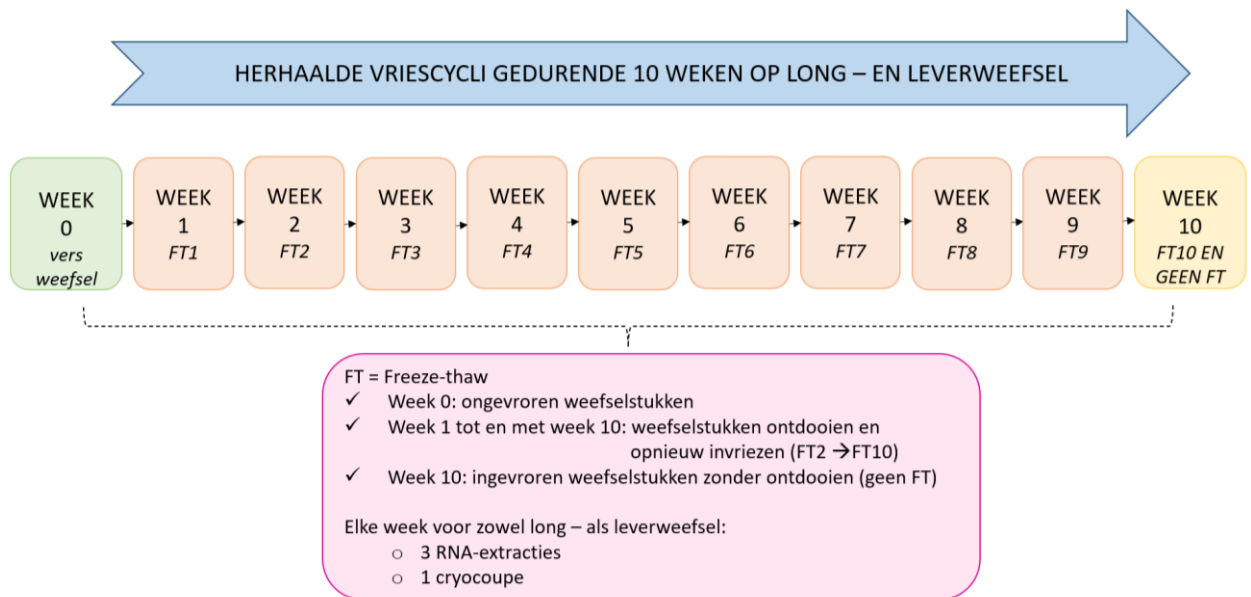 HERHAALDE VRIESCYCLI GEDURENDE 10 WEKEN OP LONG – EN LEVERWEEFSEL
WEEK
0
vers
weefsel
WEEK
1
FT1
WEEK
2
FT2
WEEK
3
FT3
WEEK
4
FT4
WEEK
5
FT5
WEEK
6
FT6
WEEK
7
FT7
WEEK
8
FT8
WEEK
9
FT9
WEEK
10
FT10 EN
GEEN FT
FT = Freeze-thaw
✓ Week 0: ongevroren weefselstukken
✓ Week 1 tot en met week 10: weefselstukken ontdooien en
opnieuw invriezen (FT2 →FT10)
✓ Week 10: ingevroren weefselstukken zonder ontdooien (geen FT)
Elke week voor zowel long – als leverweefsel:
o 3 RNA-extracties
o 1 cryocoupe